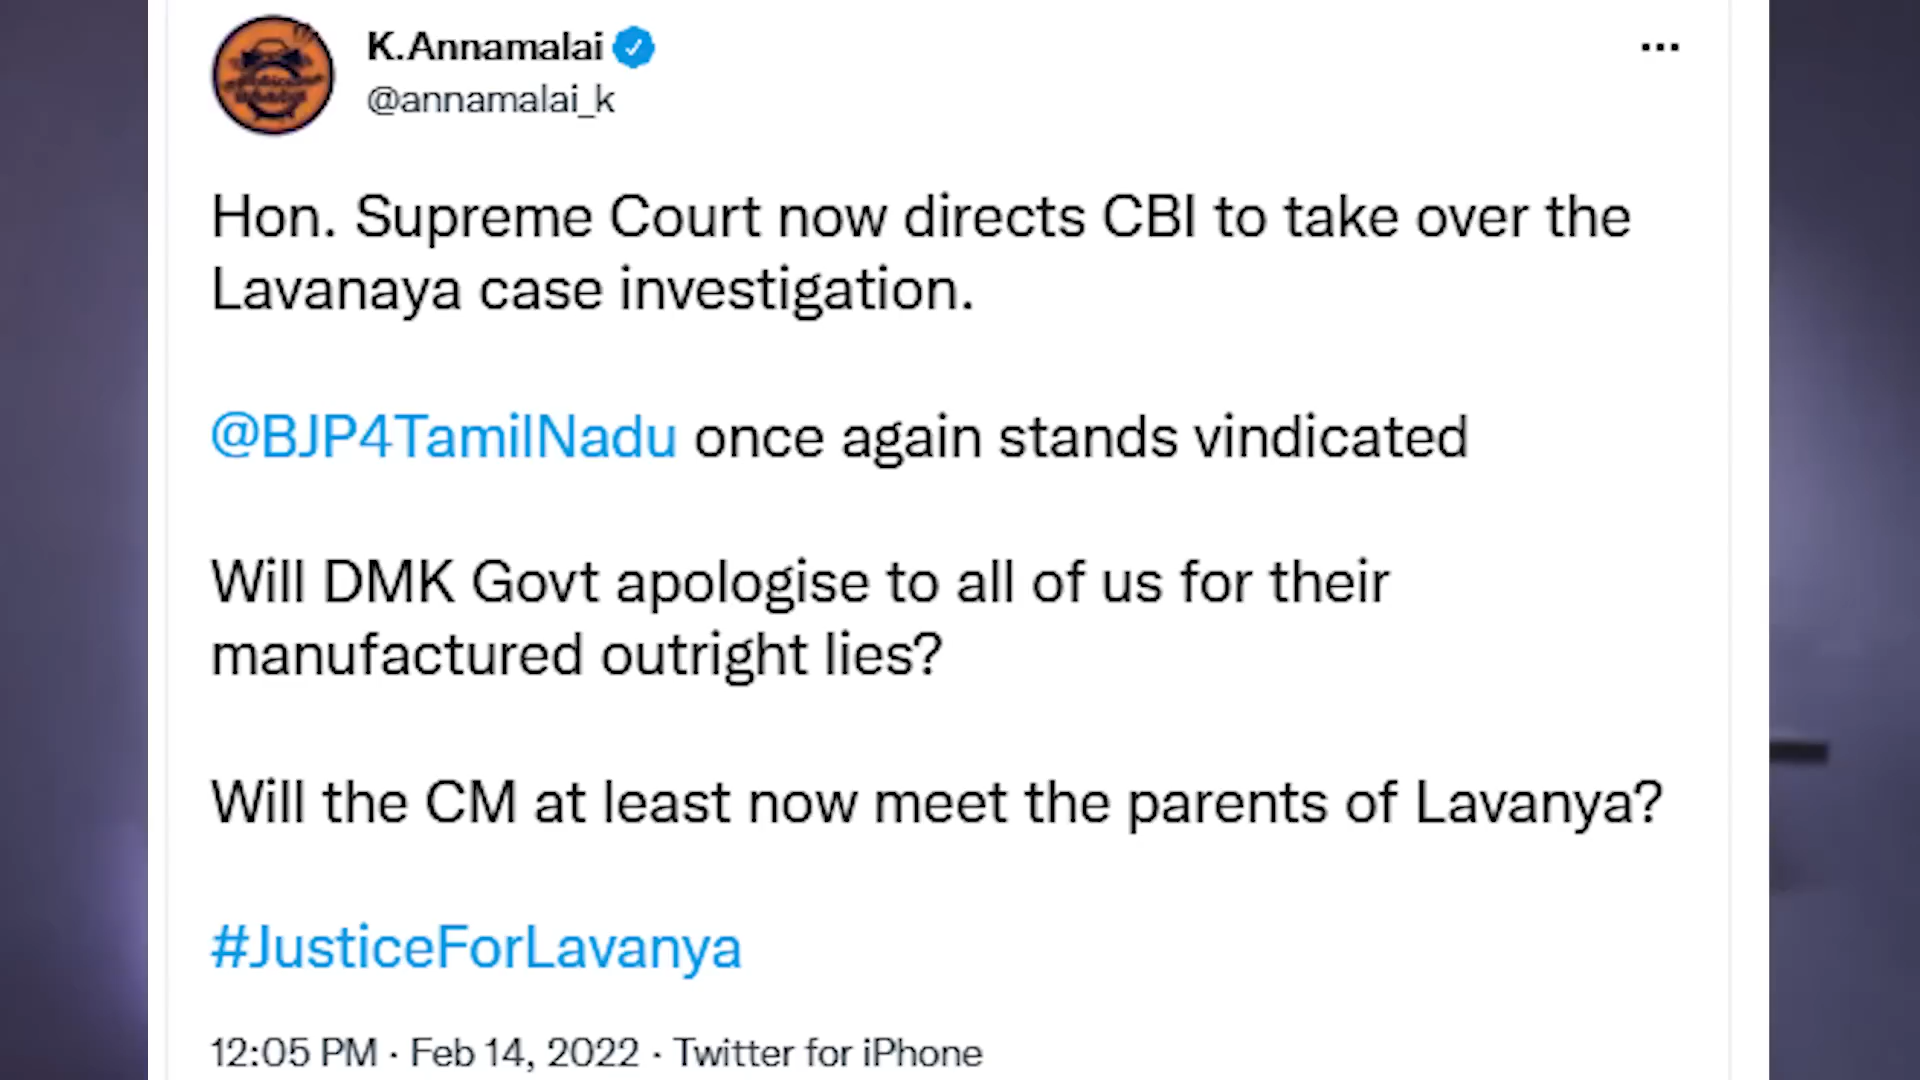 K.Annamalai
@annamalai_k
Hon. Supreme Court now directs CBI to take over the
Lavanaya case investigation.
@BJP4TamilNadu once again stands vindicated
Will DMK Govt apologise to all of us for their
manufactured outright lies?
Will the CM at least now meet the parents of Lavanya?
#JusticeForLavanya
12:05 PM · Feb 14, 2022 · Twitter for iPhone